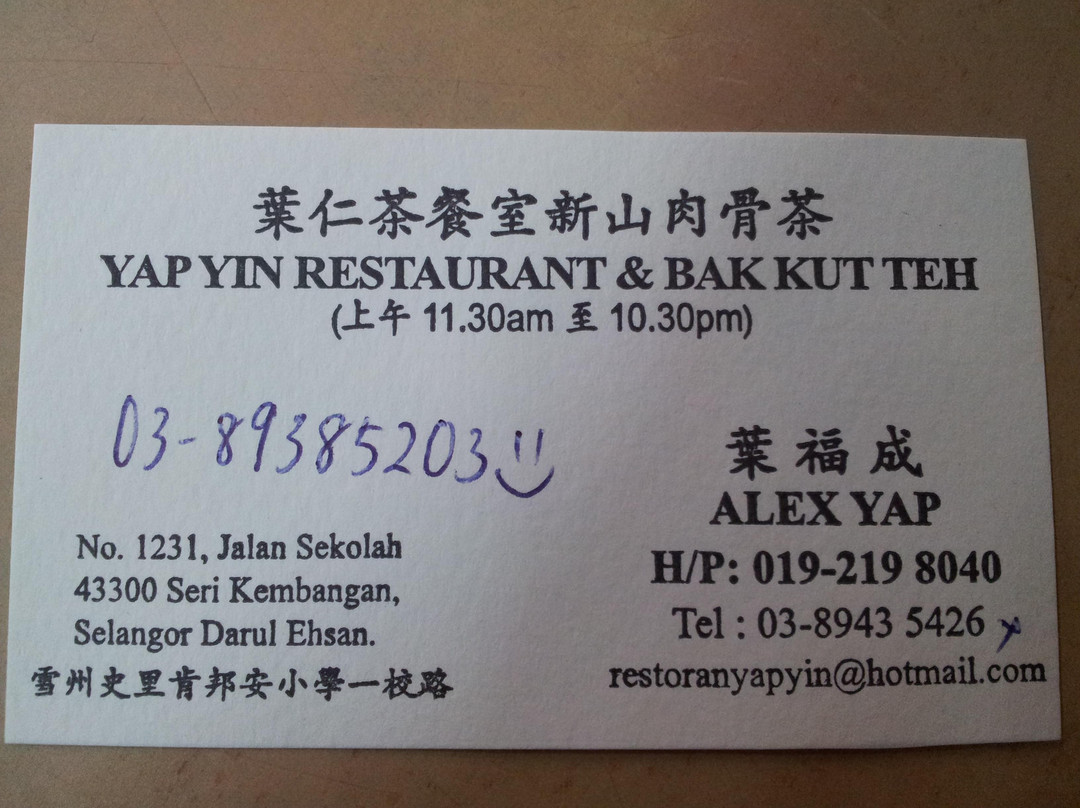 葉仁茶餐室新山肉骨茶
YAP YIN RESTAURANT & BAK KUT TEH
(上午 11.30am 至 10.30pm)
03-89385203
葉福成
ALEX YAP
H/P: 019-219 8040
Tel : 03-8943 5426 x
restoranyapyin@hotmail.com
No. 1231, Jalan Sekolah
43300 Seri Kembangan,
Selangor Darul Ehsan.
雪州史里肯邦安小學一校路